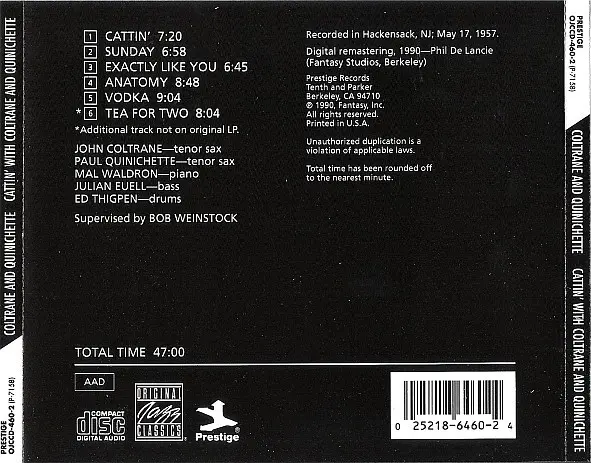 COLTRANE AND QUINICHETTE CATTIN' WITH COLTRANE AND QUINICHETTE
PRESTIGE
OJCCD-460-2 (P-7158)
1 CATTIN' 7:20
2 SUNDAY 6:58
3 EXACTLY LIKE YOU 6:45
4 ANATOMY 8:48
5 VODKA 9:04
* 6 TEA FOR TWO 8:04
*Additional track not on original LP.
JOHN COLTRANE—tenor sax
PAUL QUINICHETTE—tenor sax
MAL WALDRON—piano
JULIAN EUELL—bass
ED THIGPEN—drums
Supervised by BOB WEINSTOCK
Recorded in Hackensack, NJ; May 17, 1957.
Digital remastering, 1990—Phil De Lancie
(Fantasy Studios, Berkeley)
Prestige Records
Tenth and Parker
Berkeley, CA 94710
℗ 1990, Fantasy, Inc.
All rights reserved.
Printed in U.S.A.
Unauthorized duplication is a
violation of applicable laws.
Total time has been rounded off
to the nearest minute.
TOTAL TIME 47:00
AAD
COMPACT
disc
DIGITAL AUDIO
ORIGINAL
Jazz
CLASSICS
Prestige
0 25218-6460-2 4
PRESTIGE
OJCCD-460-2 (P-7158)
COLTRANE AND QUINICHETTE CATTIN' WITH COLTRANE AND QUINICHETTE